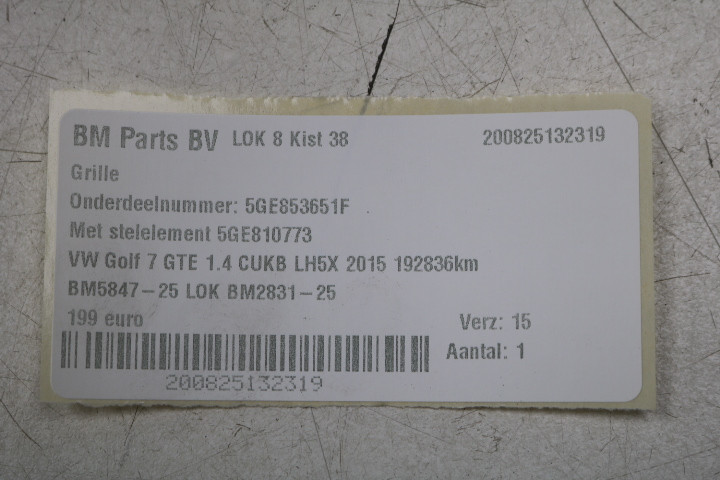 BM Parts BV LOK 8 Kist 38 200825132319
Grille
Onderdeelnummer: 5GE853651F
Met stelelement 5GE810773
VW Golf 7 GTE 1.4 CUKB LH5X 2015 192836km
BM5847-25 LOK BM2831-25
199 euro Verz: 15
Aantal: 1
200825132319